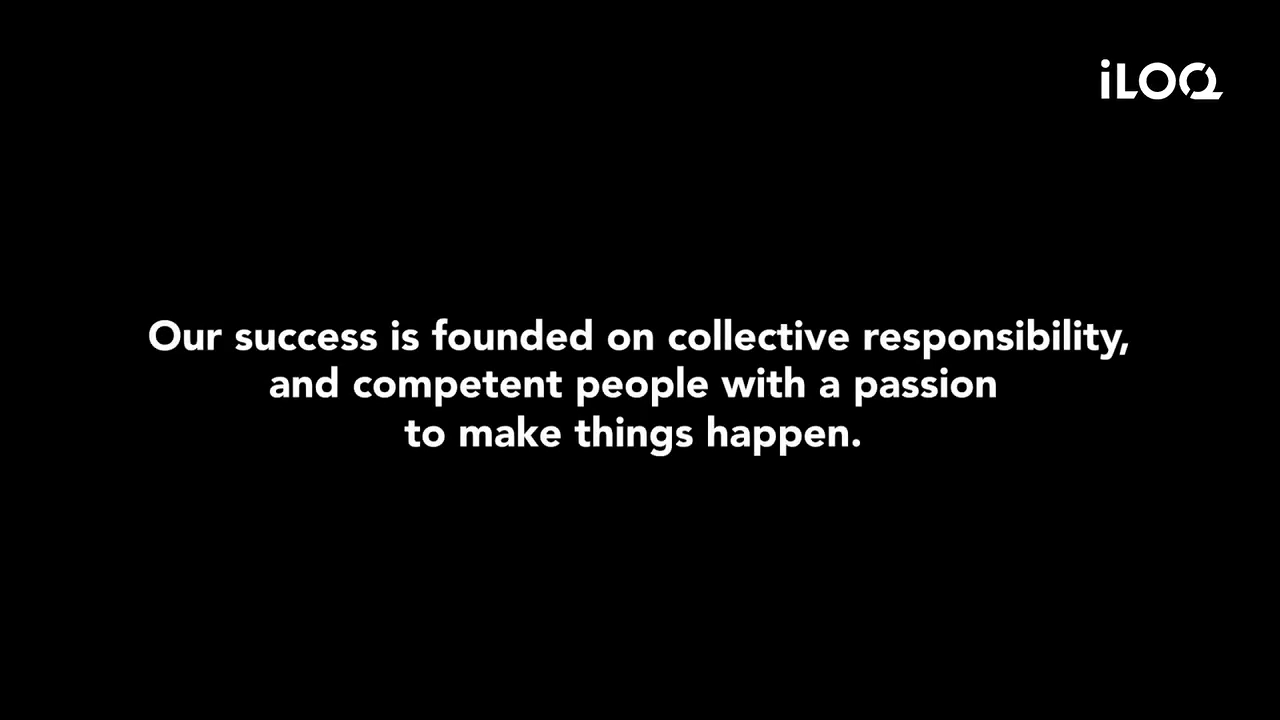 iLOQ
Our success is founded on collective responsibility,
and competent people with a passion
to make things happen.